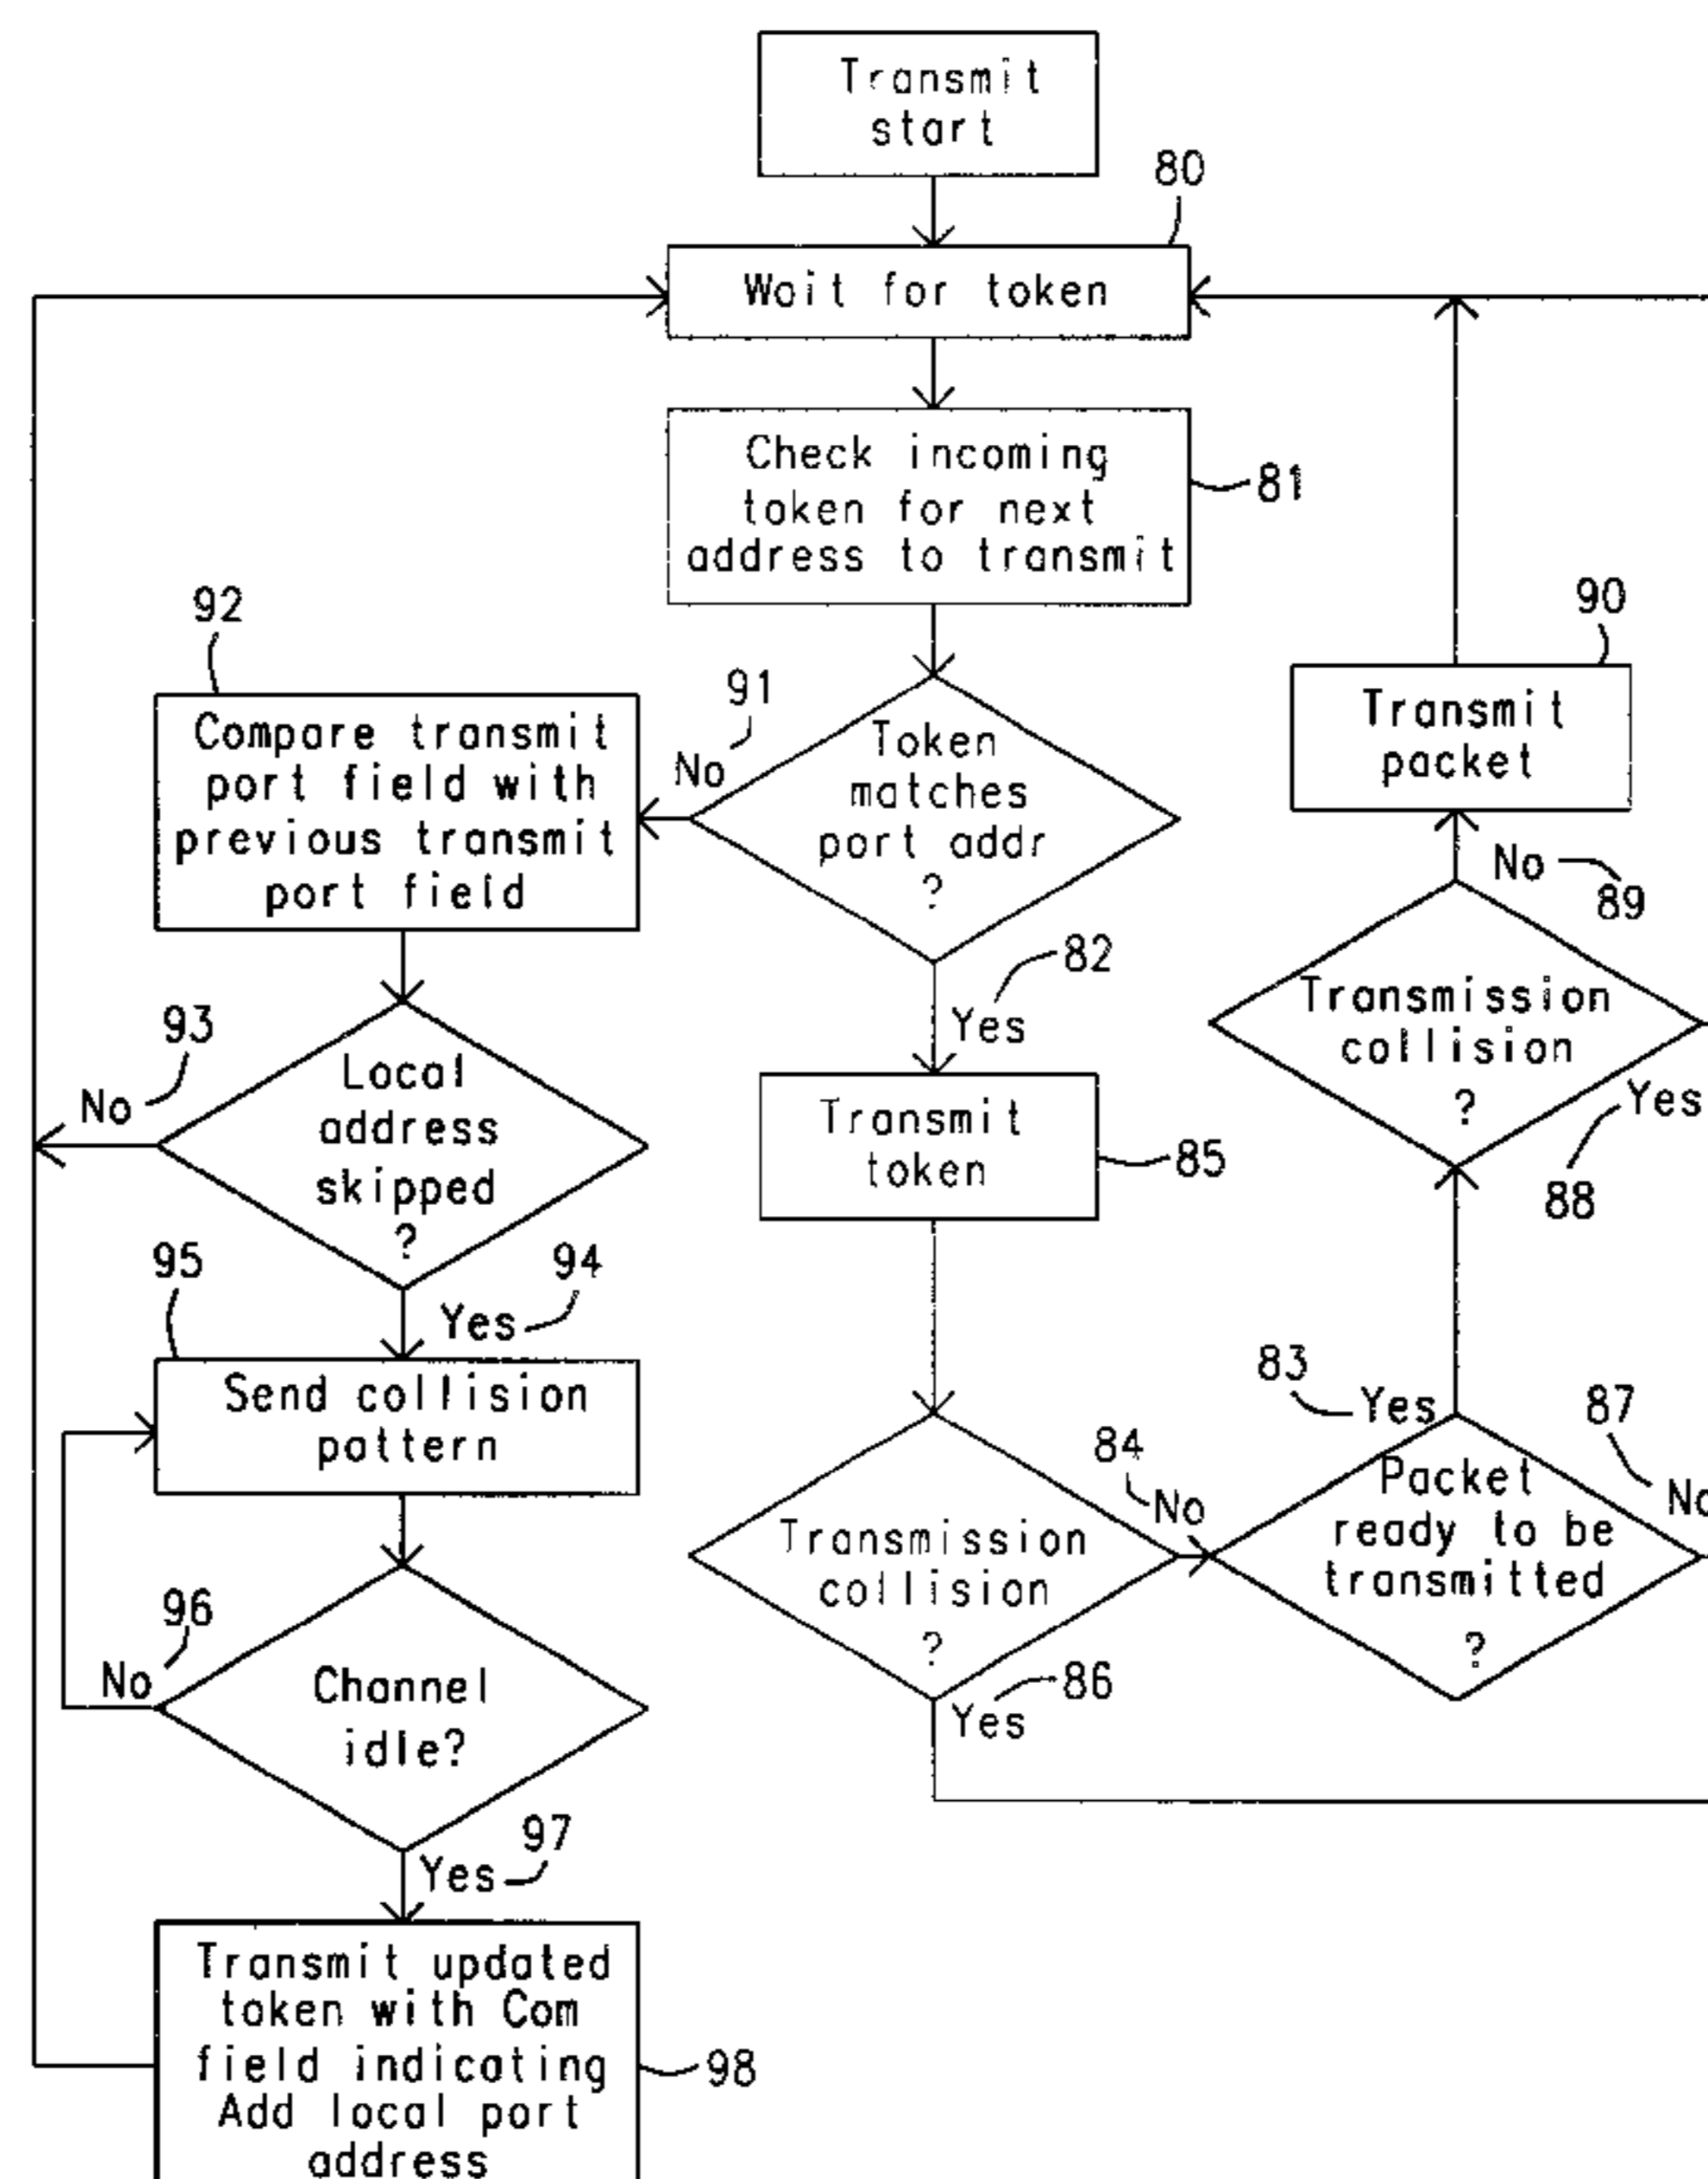 Transmit
start
80
Wait for token
Check incoming
token for next
address to transmit
81
92
Compare transmit
port field with
previous transmit
port field
91
No
Token
matches
port addr
?
90
Transmit
packet
No
89
82
Yes
Transmission
collision
?
Yes
88
93
No
Local
address
skipped
?
Transmit
token
85
95
94
Yes
Send collision
pattern
83
Yes
87
84
No
Packet
ready to be
transmitted
?
Transmission
collision
?
86
Yes
96
No
Channel
idle?
97
Yes
Transmit updated
token with Com
field indicating
Add local port
address
98